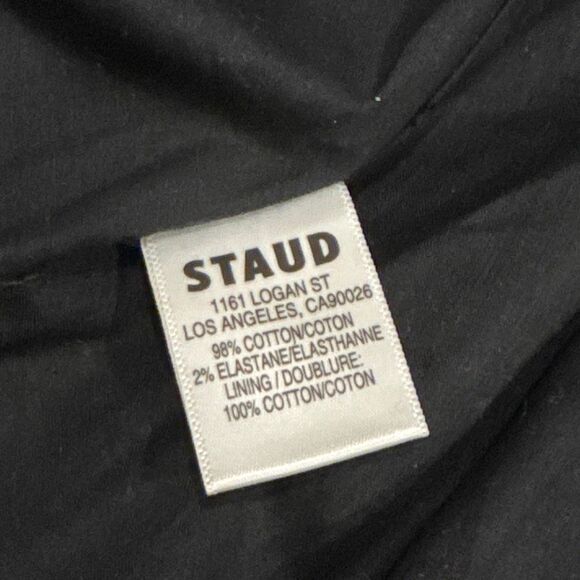 STAUD
1161 LOGAN ST
LOS ANGELES, CA90026
98% COTTON/COTON
2% ELASTANE/ELASTHANNE
LINING / DOUBLURE:
100% COTTON/COTON